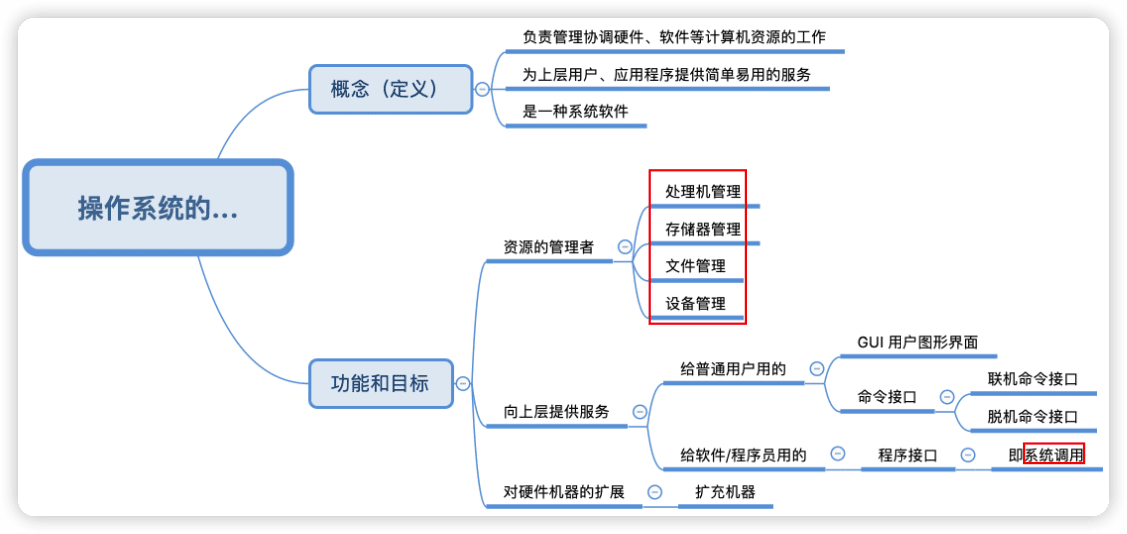 操作系统的...
概念（定义）
负责管理协调硬件、软件等计算机资源的工作
为上层用户、应用程序提供简单易用的服务
是一种系统软件
功能和目标
资源的管理者
处理机管理
存储器管理
文件管理
设备管理
向上层提供服务
给普通用户用的
GUI 用户图形界面
命令接口
联机命令接口
脱机命令接口
给软件/程序员用的
程序接口
即系统调用
对硬件机器的扩展
扩充机器